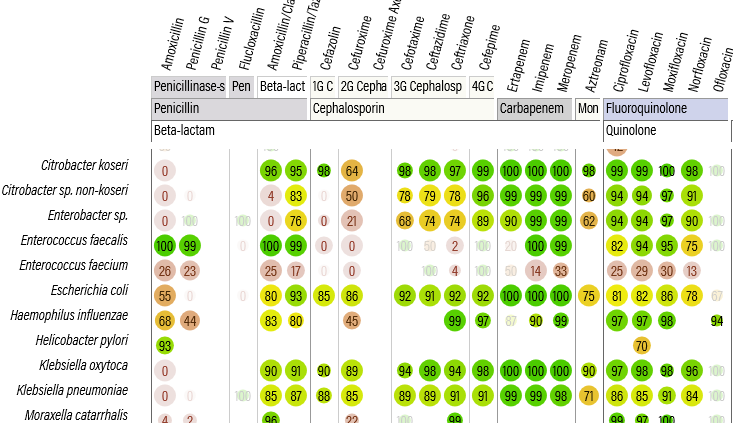 Amoxicillin Penicillin G Penicillin V Flucloxacillin Amoxicillin/Cla Piperacillin/Taz Cefazolin Cefuroxime Cefuroxime Axe Cefotaxime Ceftazidime Ceftriaxone Cefepime Ertapenem Imipenem Meropenem Aztreonam Ciprofloxacin Levofloxacin Moxifloxacin Norfloxacin Ofloxacin
Penicillinase-s Pen Beta-lact 1G C 2G Cepha 3G Cephalosp 4G C
Penicillin Cephalosporin Carbapenem Mon Fluoroquinolone
Beta-lactam Quinolone
Citrobacter koseri 0 96 95 98 64 98 98 97 99 100 100 100 98 99 99 100 98 100
Citrobacter sp. non-koseri 0 0 4 83 0 50 78 79 78 96 99 99 99 60 94 94 97 91 100
Enterobacter sp. 0 100 100 0 76 0 21 68 74 74 89 90 99 99 62 94 94 97 90 100
Enterococcus faecalis 100 99 0 100 99 0 0 100 50 2 100 20 100 99 82 94 95 75 100
Enterococcus faecium 26 23 25 17 0 0 100 4 100 50 14 33 25 29 30 13
Escherichia coli 55 0 0 80 93 85 86 92 91 92 92 100 100 100 75 81 82 86 78 67
Haemophilus influenzae 68 44 83 80 45 99 97 87 90 99 97 97 98 94
Helicobacter pylori 93 70
Klebsiella oxytoca 0 90 91 90 89 94 98 94 98 100 100 100 90 97 98 98 96 100
Klebsiella pneumoniae 0 0 100 85 87 88 85 89 89 91 91 99 99 98 71 86 85 91 84 100
Moraxella catarrhalis 4 2 96 22 100 99 99 97 100 100